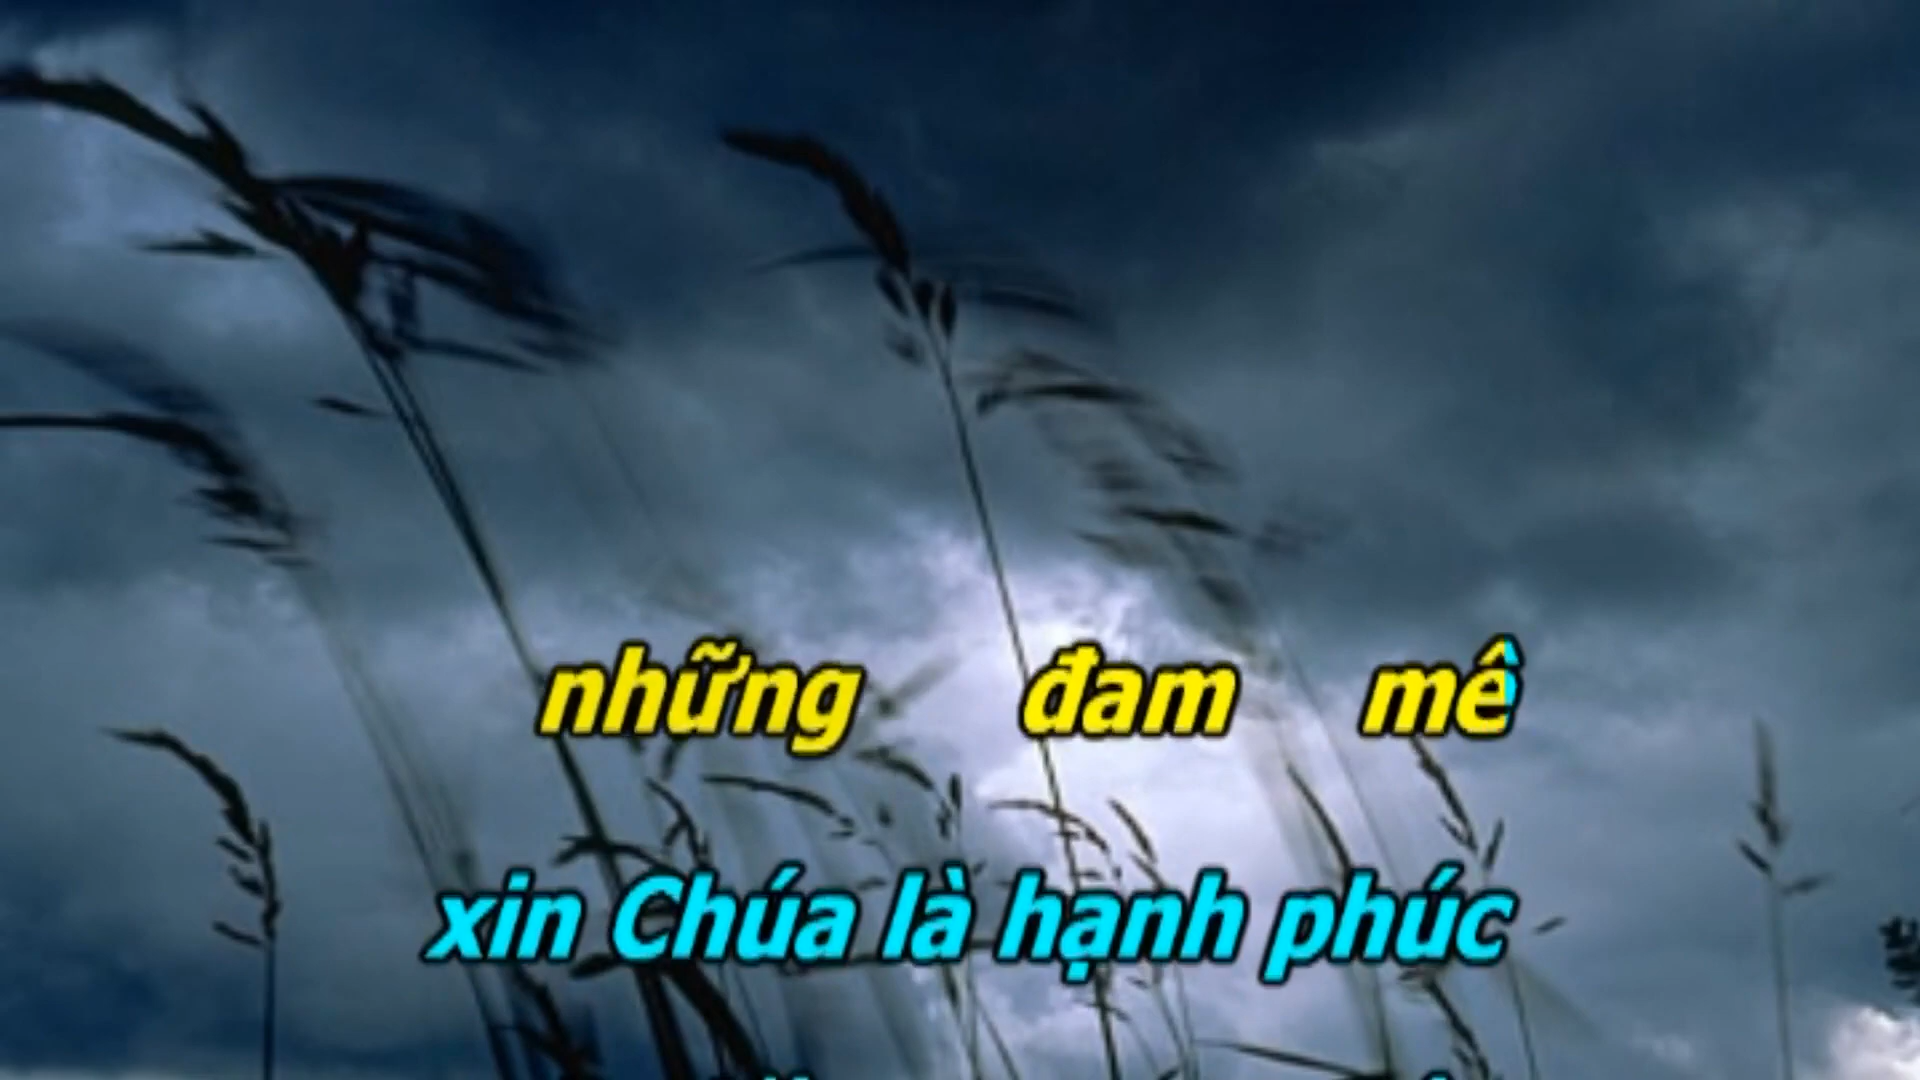 những đam mê
xin Chúa là hạnh phúc